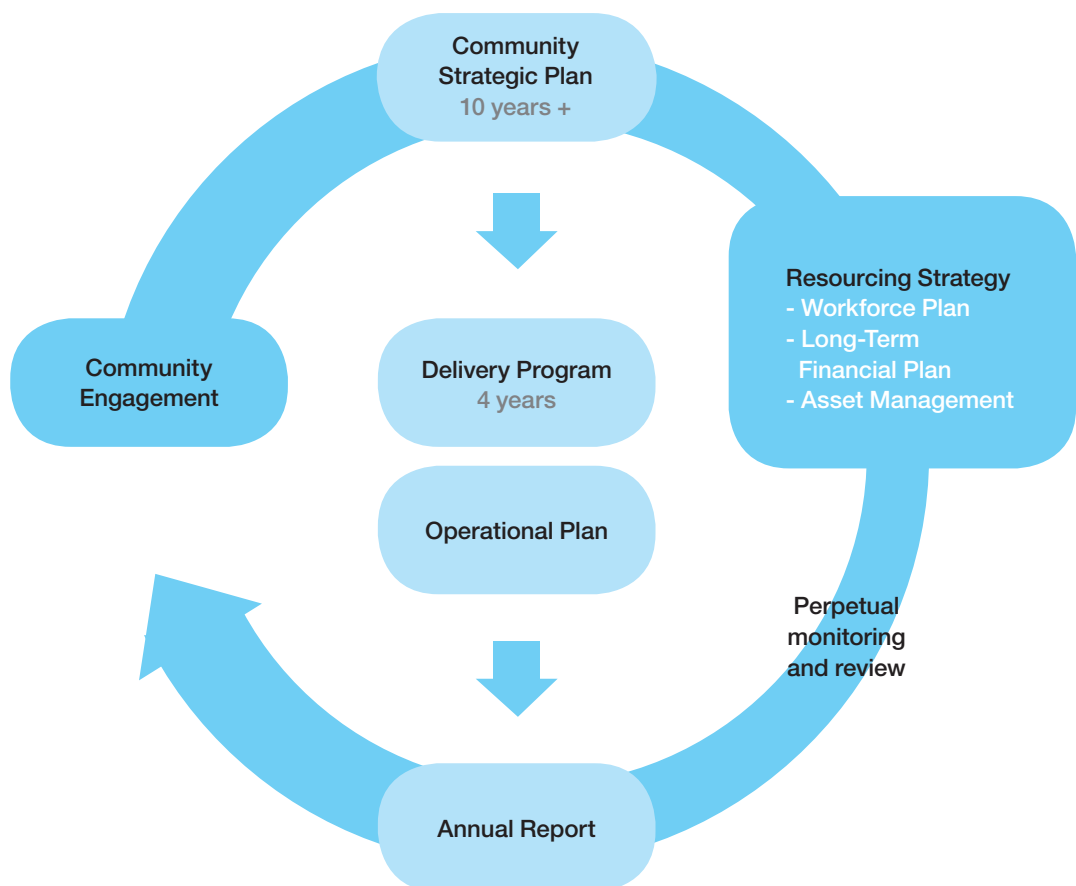 Community
Strategic Plan
10 years +
Resourcing Strategy
- Workforce Plan
- Long-Term
Financial Plan
- Asset Management
Community
Engagement
Delivery Program
4 years
Operational Plan
Perpetual
monitoring
and review
Annual Report